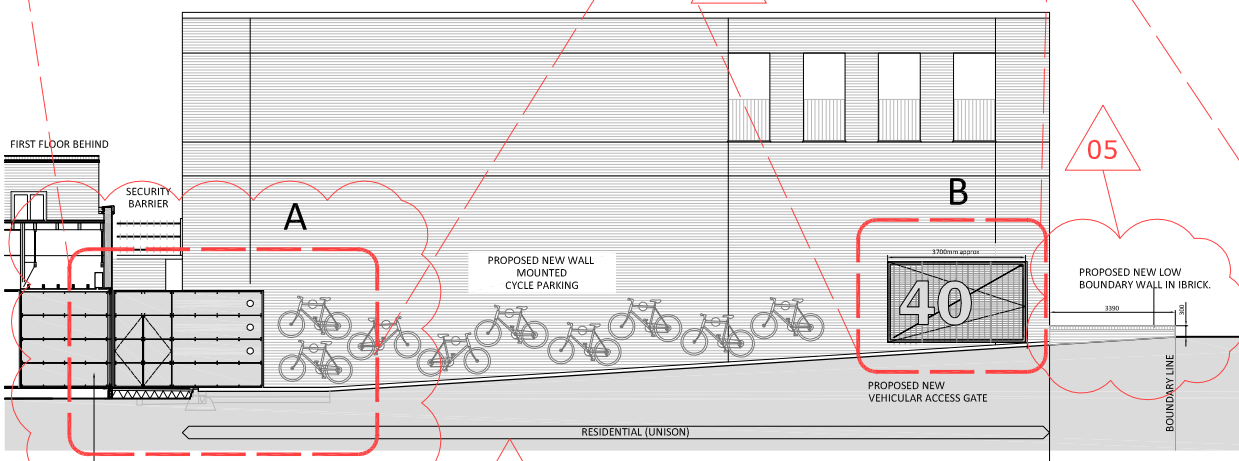 FIRST FLOOR BEHIND
SECURITY
BARRIER
A
B
05
PROPOSED NEW WALL
MOUNTED
CYCLE PARKING
3700mm approx
40
PROPOSED NEW LOW
BOUNDARY WALL IN IBRICK.
3390
300
PROPOSED NEW
VEHICULAR ACCESS GATE
BOUNDARY LINE
RESIDENTIAL (UNISON)